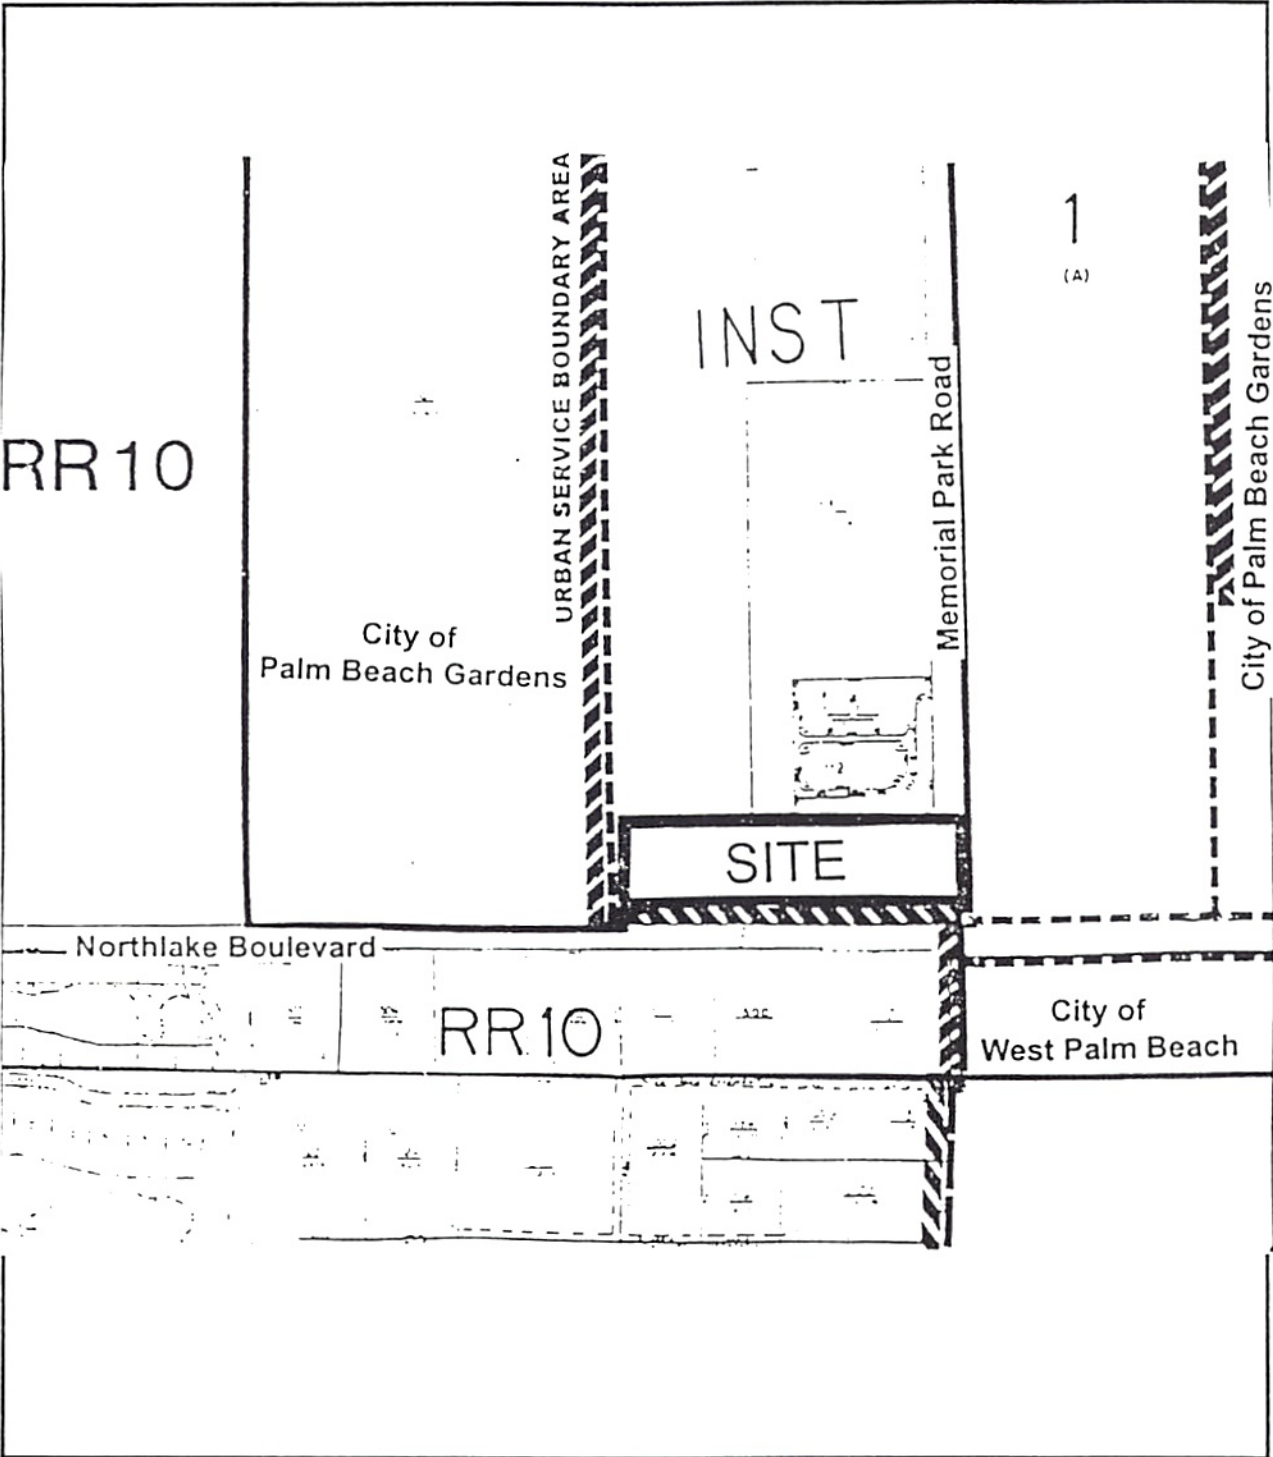 URBAN SERVICE BOUNDARY AREA
1
(A)
INST
RR10
Memorial Park Road
City of Palm Beach Gardens
City of
Palm Beach Gardens
SITE
Northlake Boulevard
RR10
City of
West Palm Beach